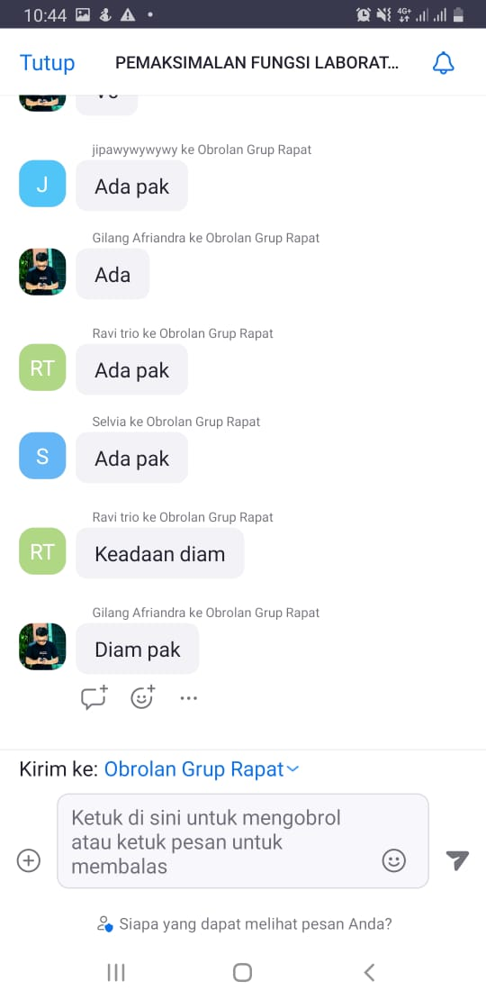 10:44
4G+
Tutup
PEMAKSIMALAN FUNGSI LABORAT...
jipawywywywy ke Obrolan Grup Rapat
J
Ada pak
Gilang Afriandra ke Obrolan Grup Rapat
Ada
Ravi trio ke Obrolan Grup Rapat
RT
Ada pak
Selvia ke Obrolan Grup Rapat
S
Ada pak
Ravi trio ke Obrolan Grup Rapat
RT
Keadaan diam
Gilang Afriandra ke Obrolan Grup Rapat
Diam pak
Kirim ke: Obrolan Grup Rapat
Ketuk di sini untuk mengobrol
atau ketuk pesan untuk
membalas
Siapa yang dapat melihat pesan Anda?